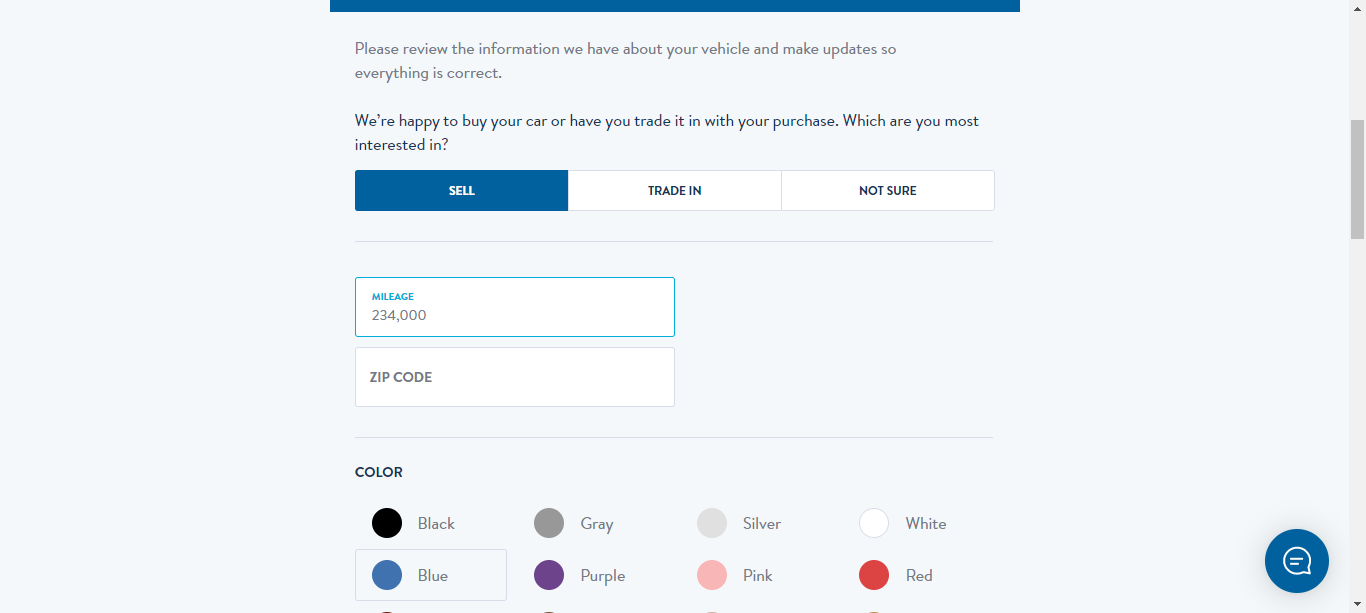 Please review the information we have about your vehicle and make updates so
everything is correct.
We're happy to buy your car or have you trade it in with your purchase. Which are you most
interested in?
SELL TRADE IN NOT SURE
MILEAGE
234,000
ZIP CODE
COLOR
Black Gray Silver White
Blue Purple Pink Red